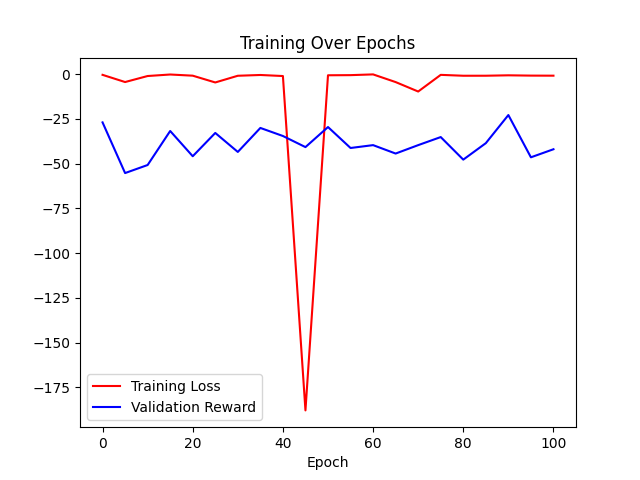 Training Over Epochs
0
−25
−50
−75
−100
−125
−150
−175
Training Loss
Validation Reward
0 20 40 60 80 100
Epoch